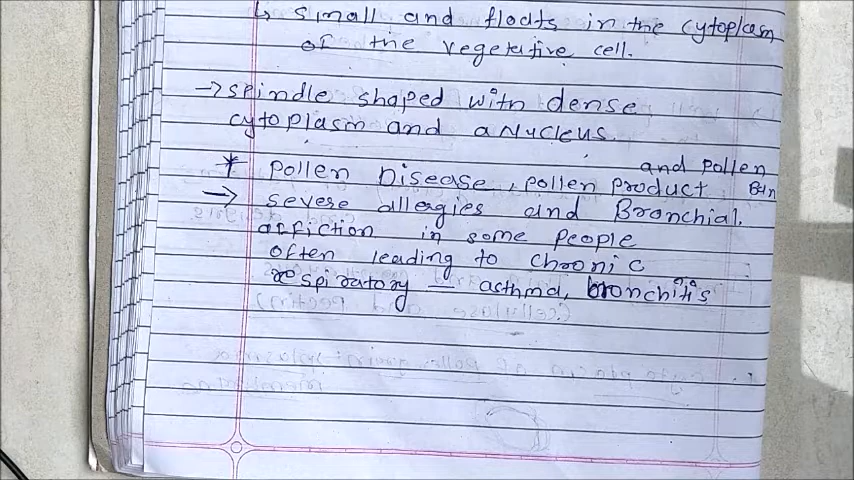 ↳ small and floats in the cytoplasm
of the vegetative cell.
→ spindle shaped with dense
cytoplasm and a Nucleus.
* pollen Disease, pollen product and pollen Ban
→ severe allergies and Bronchial.
affiction in some people
often leading to chronic
respiratory — asthma, bronchitis